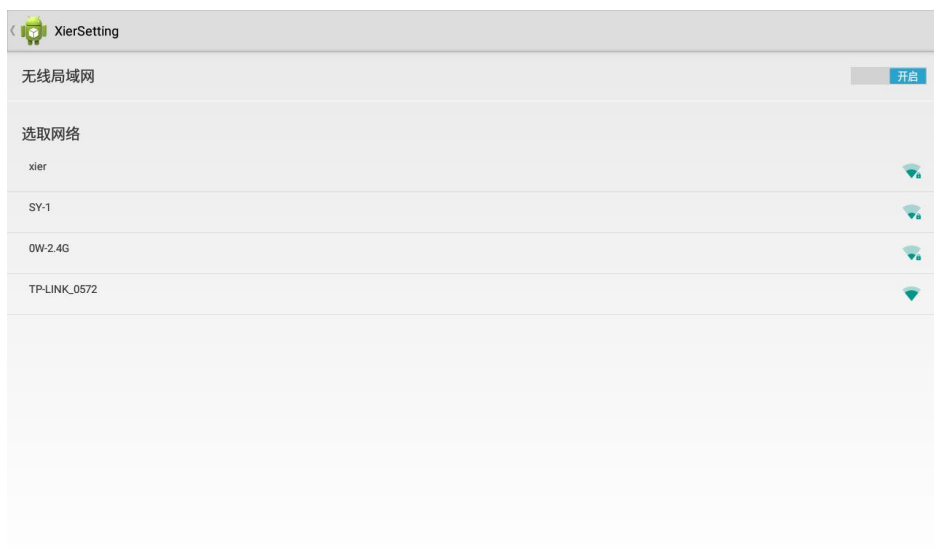 XierSetting
无线局域网 开启
选取网络
xier
SY-1
0W-2.4G
TP-LINK_0572